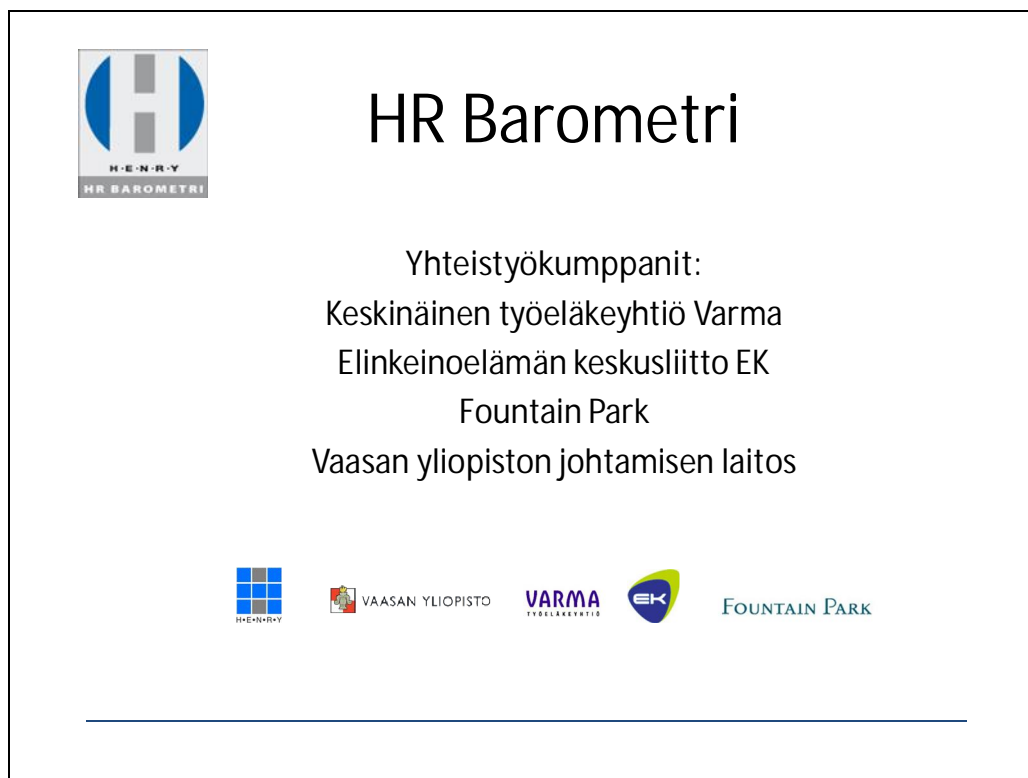 H·E·N·R·Y
HR BAROMETRI
HR Barometri
Yhteistyökumppanit:
Keskinäinen työeläkeyhtiö Varma
Elinkeinoelämän keskusliitto EK
Fountain Park
Vaasan yliopiston johtamisen laitos
H·E·N·R·Y
VAASAN YLIOPISTO
VARMA
TYÖELÄKEYHTIÖ
EK
FOUNTAIN PARK